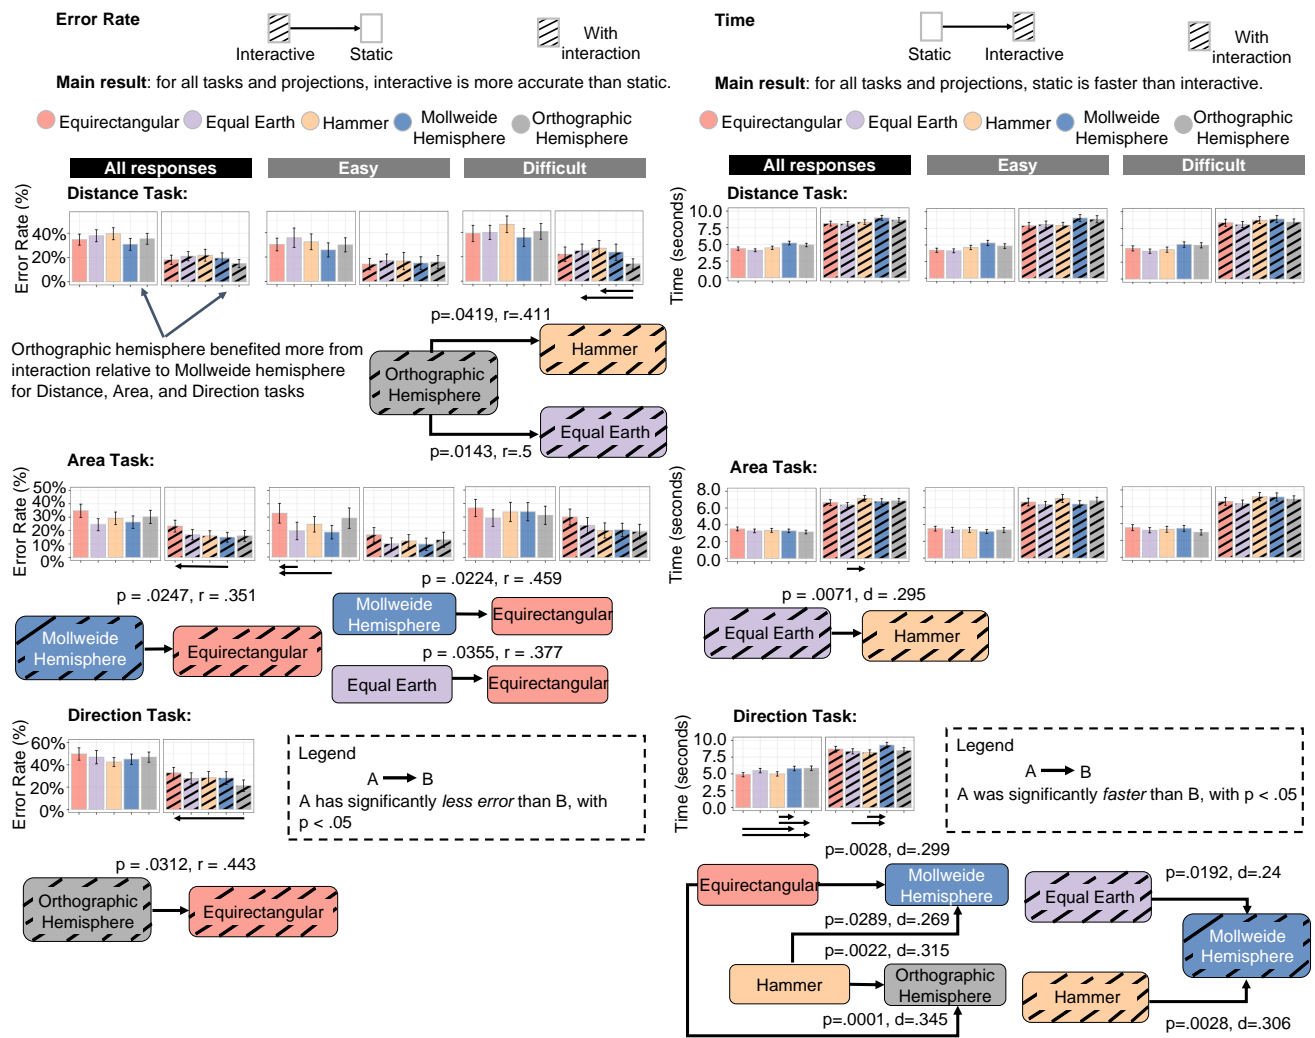 Error Rate
Interactive
Static
With
interaction
Main result: for all tasks and projections, interactive is more accurate than static.
Equirectangular
Equal Earth
Hammer
Mollweide
Hemisphere
Orthographic
Hemisphere
All responses
Easy
Difficult
Distance Task:
Error Rate (%)
40%
20%
0%
Orthographic hemisphere benefited more from
interaction relative to Mollweide hemisphere
for Distance, Area, and Direction tasks
p=.0419, r=.411
Orthographic
Hemisphere
Hammer
Equal Earth
p=.0143, r=.5
Area Task:
Error Rate (%)
50%
40%
30%
20%
10%
0%
p = .0247, r = .351
Mollweide
Hemisphere
Equirectangular
p = .0224, r = .459
Mollweide
Hemisphere
Equirectangular
p = .0355, r = .377
Equal Earth
Equirectangular
Direction Task:
Error Rate (%)
60%
40%
20%
0%
Legend
A
B
A has significantly less error than B, with
p < .05
p = .0312, r = .443
Orthographic
Hemisphere
Equirectangular
Time
Static
Interactive
With
interaction
Main result: for all tasks and projections, static is faster than interactive.
Equirectangular
Equal Earth
Hammer
Mollweide
Hemisphere
Orthographic
Hemisphere
All responses
Easy
Difficult
Distance Task:
Time (seconds)
10.0
7.5
5.0
2.5
0.0
Area Task:
Time (seconds)
8.0
6.0
4.0
2.0
0.0
p = .0071, d = .295
Equal Earth
Hammer
Direction Task:
Time (seconds)
10.0
7.5
5.0
2.5
0.0
Legend
A
B
A was significantly faster than B, with p < .05
p=.0028, d=.299
Equirectangular
Mollweide
Hemisphere
p=.0289, d=.269
p=.0022, d=.315
Hammer
Orthographic
Hemisphere
p=.0001, d=.345
p=.0192, d=.24
Equal Earth
Mollweide
Hemisphere
Hammer
p=.0028, d=.306